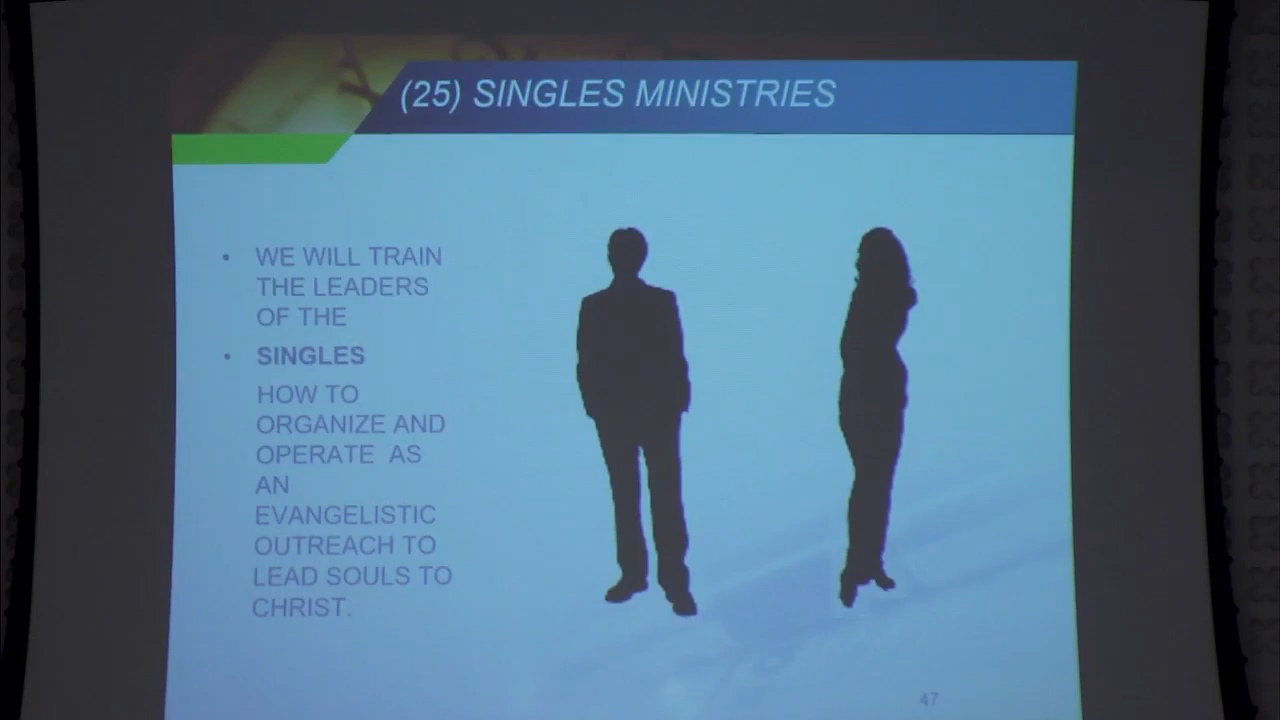 (25) SINGLES MINISTRIES
• WE WILL TRAIN
THE LEADERS
OF THE
• SINGLES
HOW TO
ORGANIZE AND
OPERATE AS
AN
EVANGELISTIC
OUTREACH TO
LEAD SOULS TO
CHRIST.
47